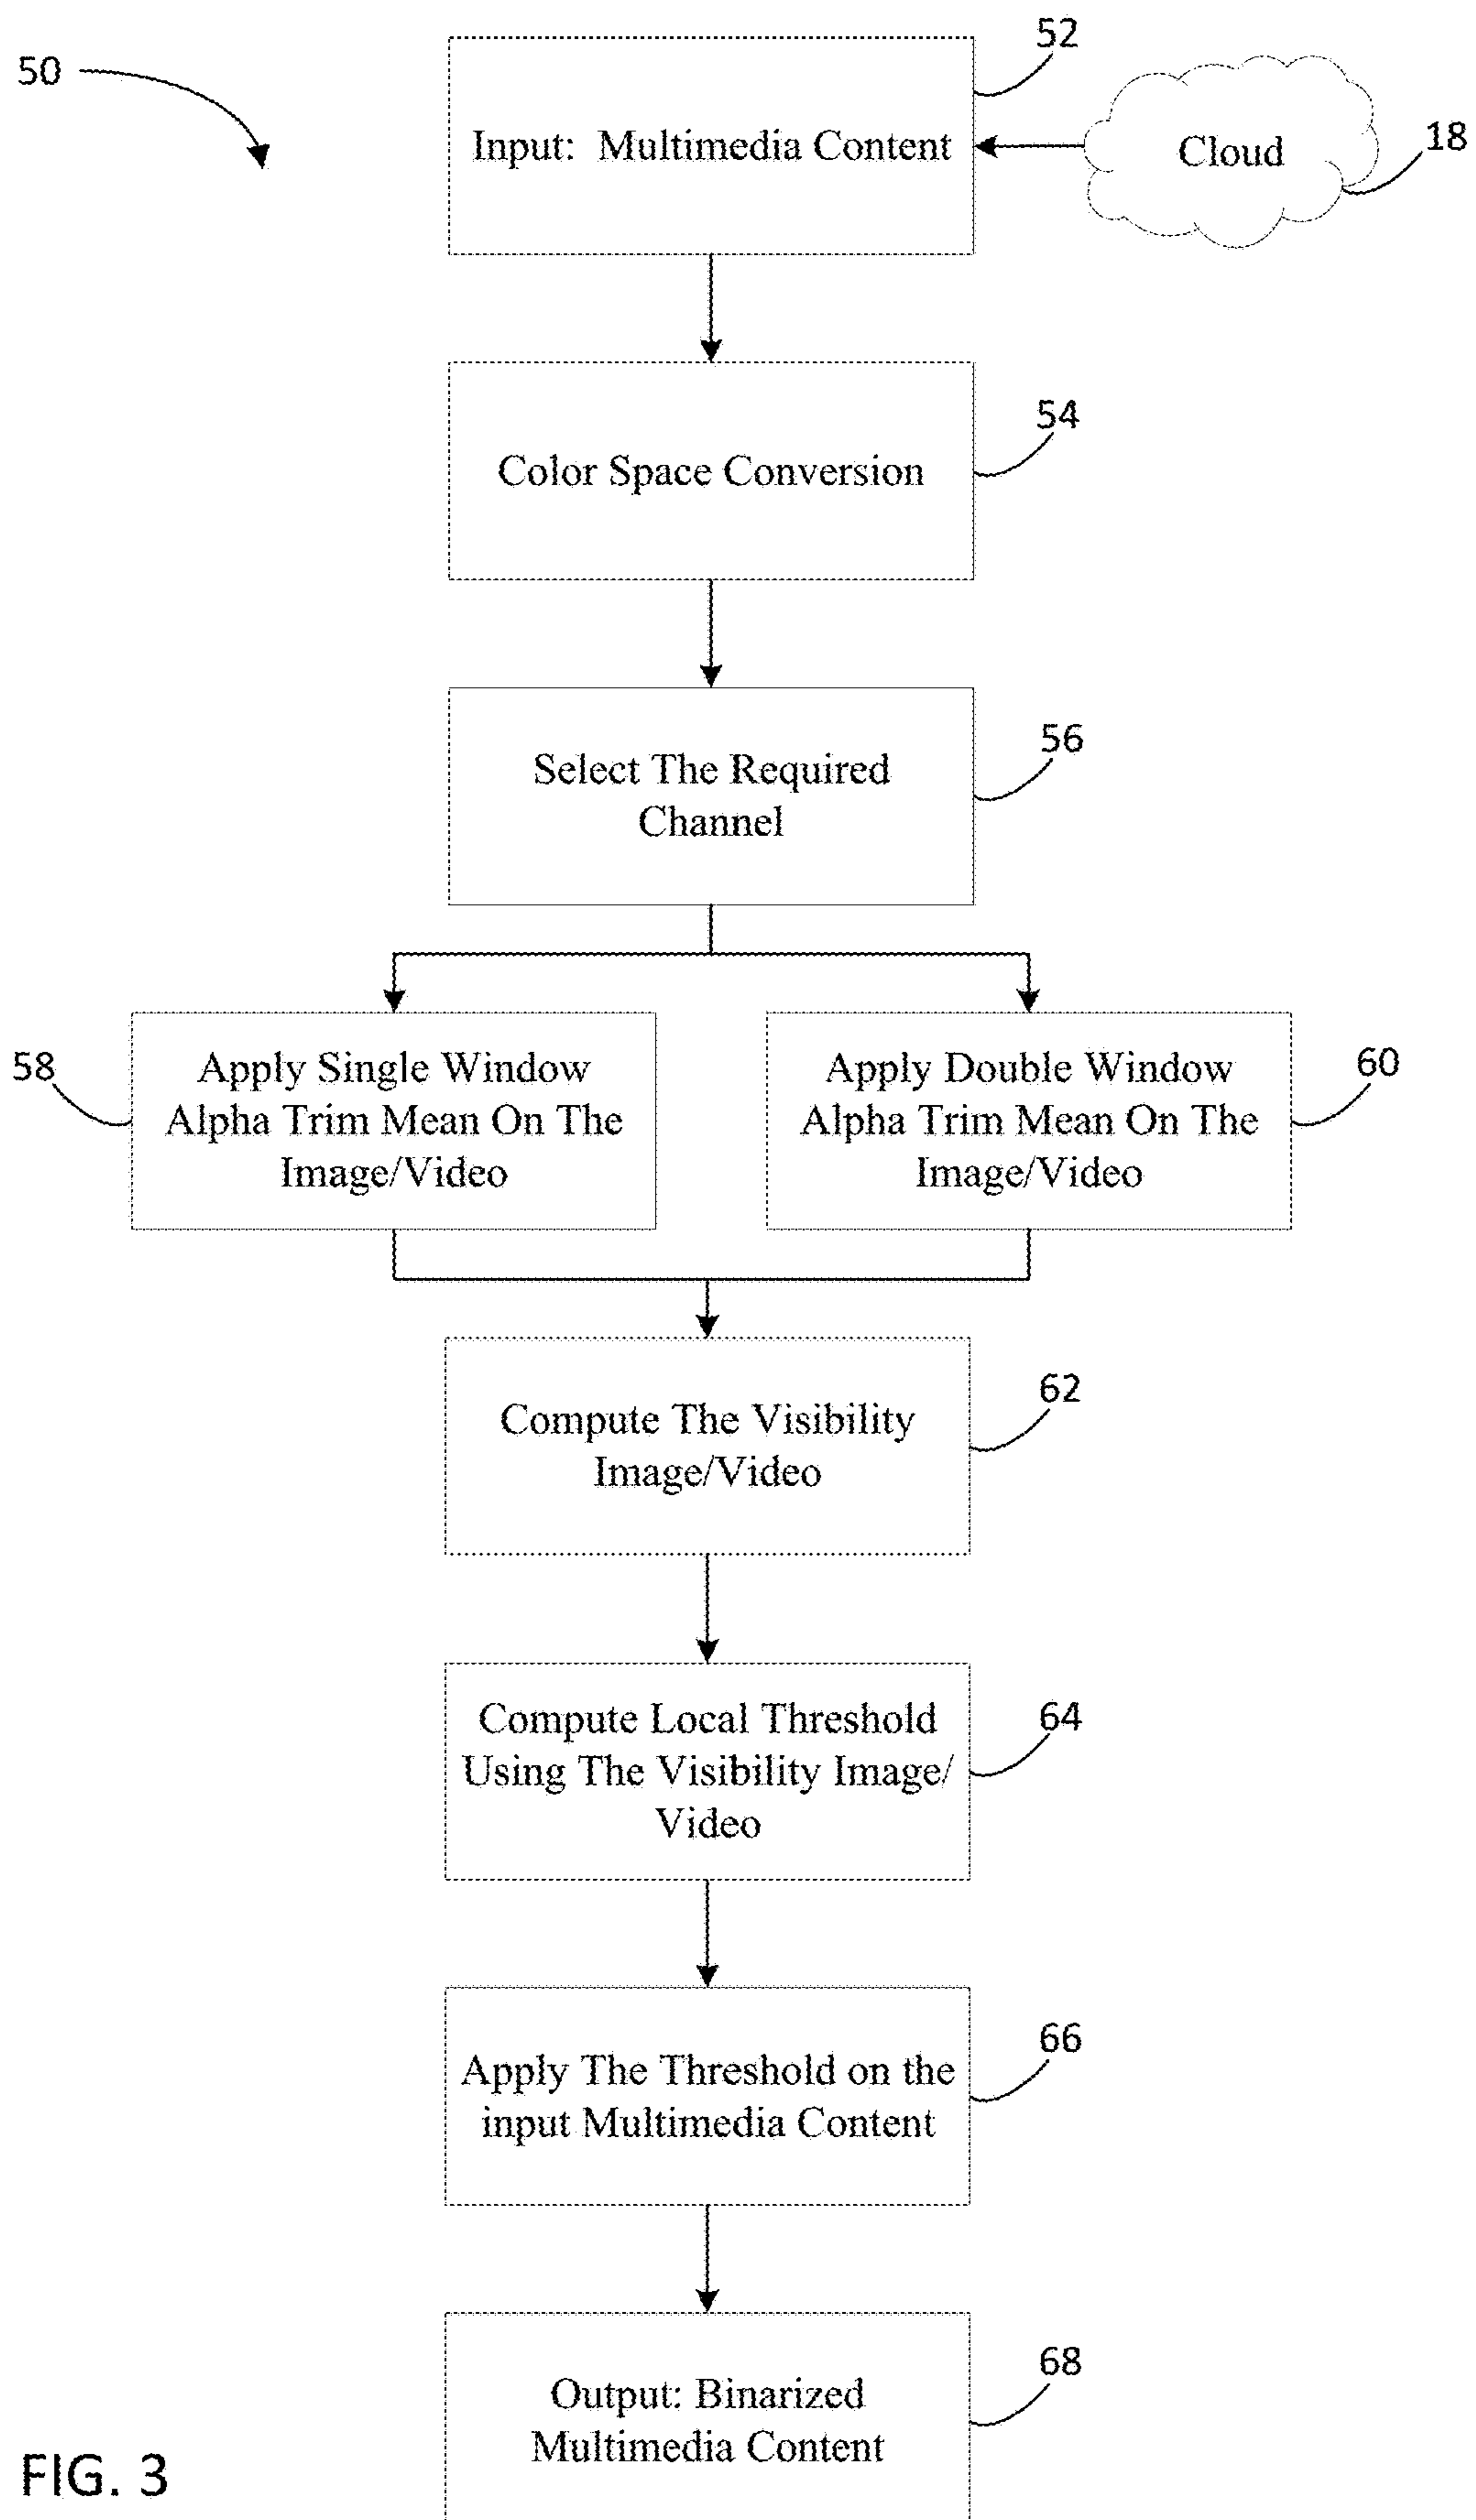 50
52
Input:  Multimedia Content
Cloud
18
54
Color Space Conversion
56
Select The Required
Channel
58
Apply Single Window
Alpha Trim Mean On The
Image/Video
60
Apply Double Window
Alpha Trim Mean On The
Image/Video
62
Compute The Visibility
Image/Video
64
Compute Local Threshold
Using The Visibility Image/
Video
66
Apply The Threshold on the
input Multimedia Content
68
Output: Binarized
Multimedia Content
FIG. 3